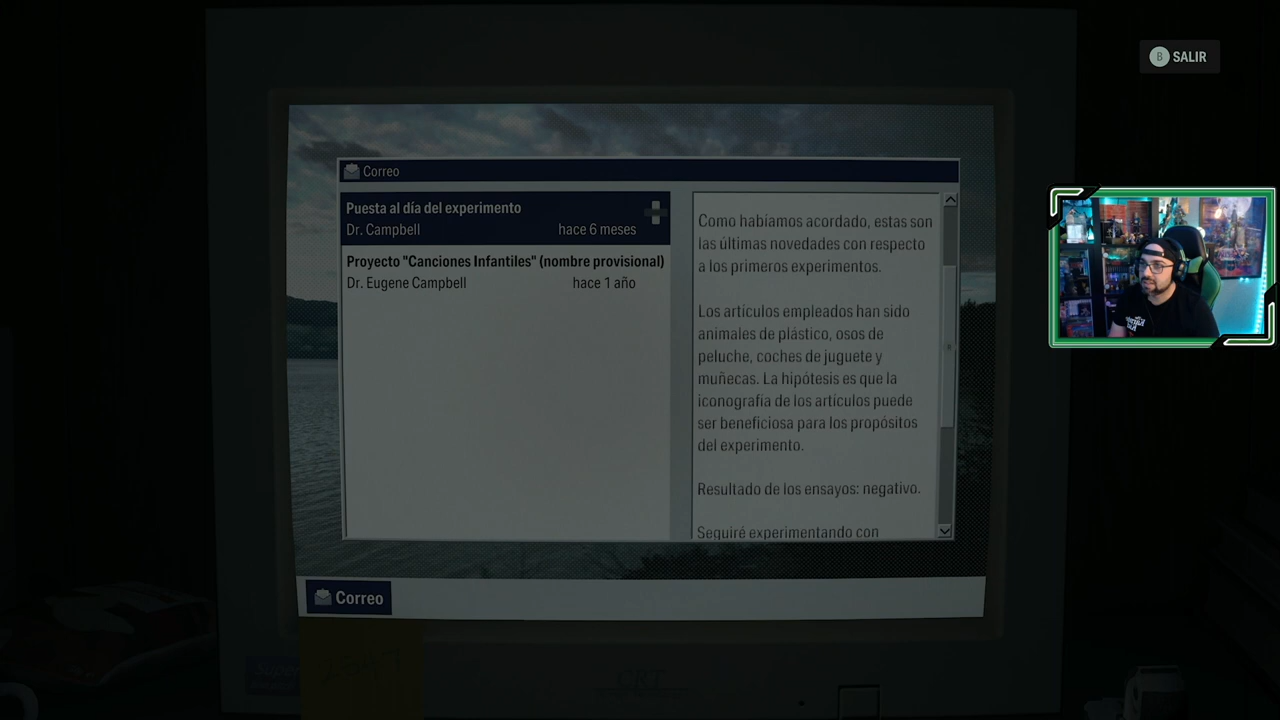 B SALIR
Correo
Puesta al día del experimento
Dr. Campbell
hace 6 meses
Proyecto "Canciones Infantiles" (nombre provisional)
Dr. Eugene Campbell
hace 1 año
Como habíamos acordado, estas son
las últimas novedades con respecto
a los primeros experimentos.
Los artículos empleados han sido
animales de plástico, osos de
peluche, coches de juguete y
muñecas. La hipótesis es que la
iconografía de los artículos puede
ser beneficiosa para los propósitos
del experimento.
Resultado de los ensayos: negativo.
Seguiré experimentando con
Correo
CRT